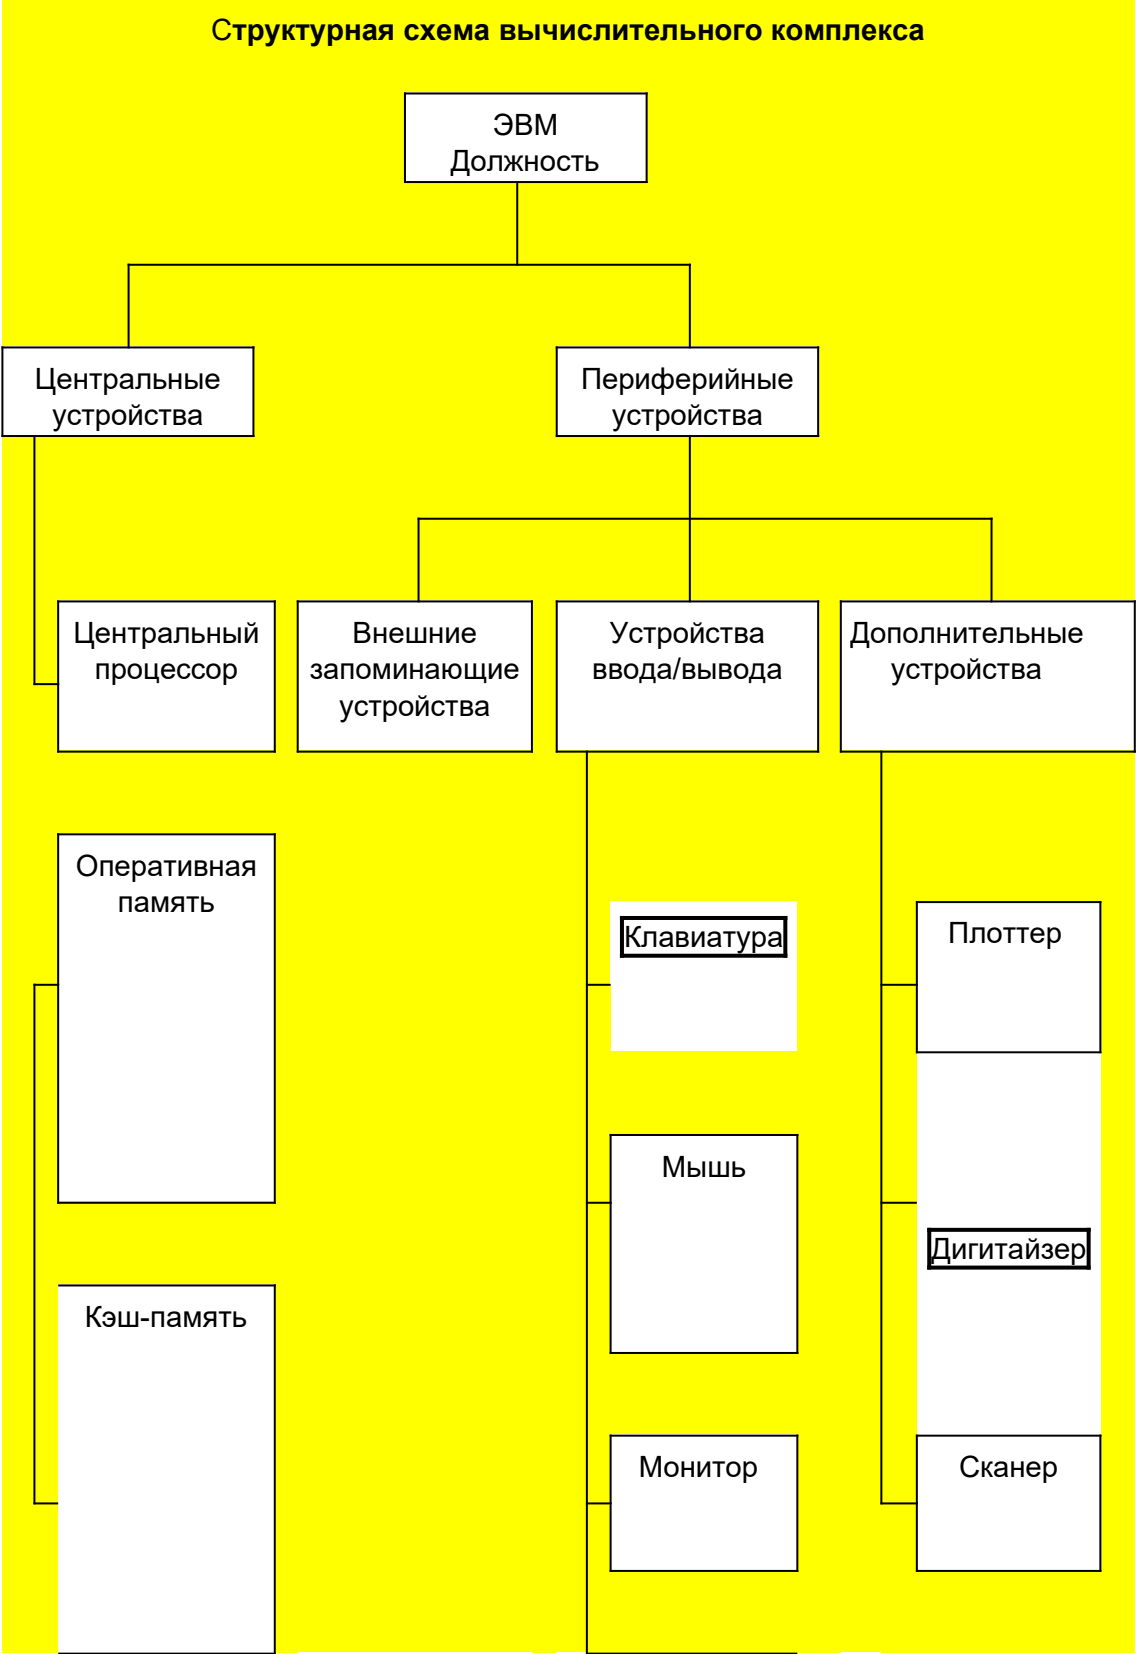 Структурная схема вычислительного комплекса
ЭВМ
Должность
Центральные
устройства
Периферийные
устройства
Центральный
процессор
Внешние
запоминающие
устройства
Устройства
ввода/вывода
Дополнительные
устройства
Оперативная
память
Клавиатура
Плоттер
Мышь
Дигитайзер
Кэш-память
Монитор
Сканер